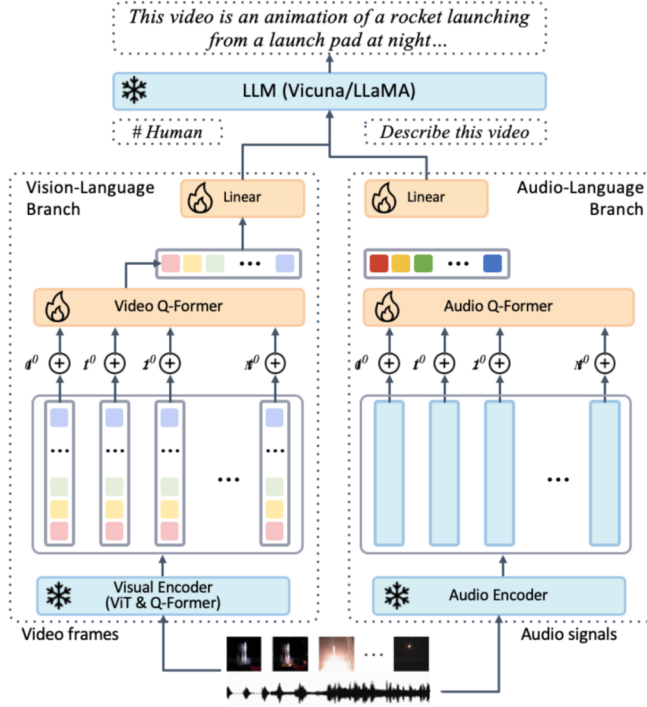 This video is an animation of a rocket launching
from a launch pad at night...
LLM (Vicuna/LLaMA)
# Human
Describe this video
Vision-Language
Branch
Linear
Linear
Audio-Language
Branch
...
...
Video Q-Former
Audio Q-Former
...
...
...
...
...
...
Visual Encoder
(ViT & Q-Former)
Audio Encoder
Video frames
Audio signals
...